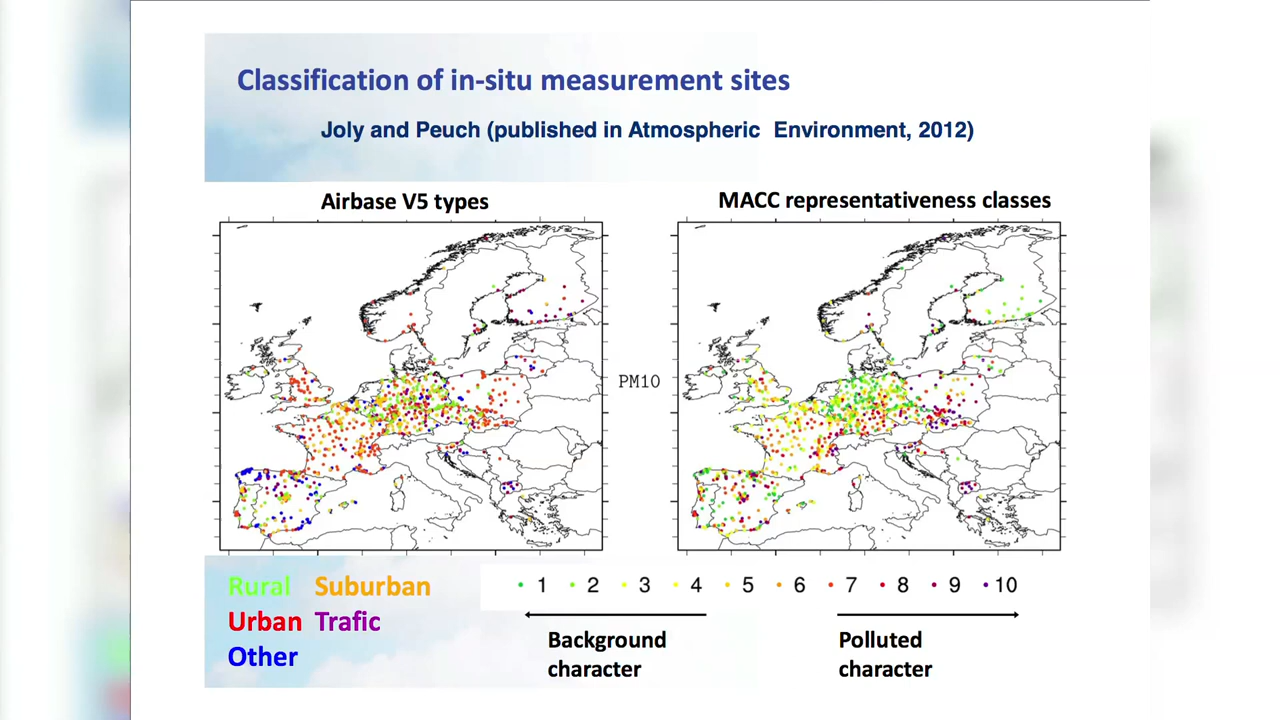 Classification of in-situ measurement sites
Joly and Peuch (published in Atmospheric Environment, 2012)
Airbase V5 types
MACC representativeness classes
PM10
Rural Suburban
Urban Trafic
Other
1 2 3 4 5 6 7 8 9 10
Background
character
Polluted
character